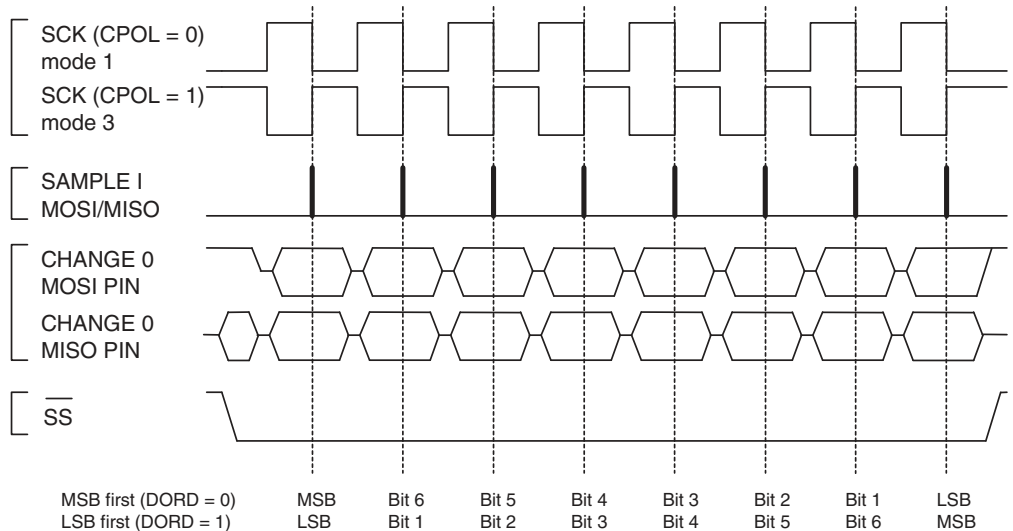 SCK (CPOL = 0)
mode 1
SCK (CPOL = 1)
mode 3
SAMPLE I
MOSI/MISO
CHANGE 0
MOSI PIN
CHANGE 0
MISO PIN
SS
MSB first (DORD = 0) MSB Bit 6 Bit 5 Bit 4 Bit 3 Bit 2 Bit 1 LSB
LSB first (DORD = 1) LSB Bit 1 Bit 2 Bit 3 Bit 4 Bit 5 Bit 6 MSB